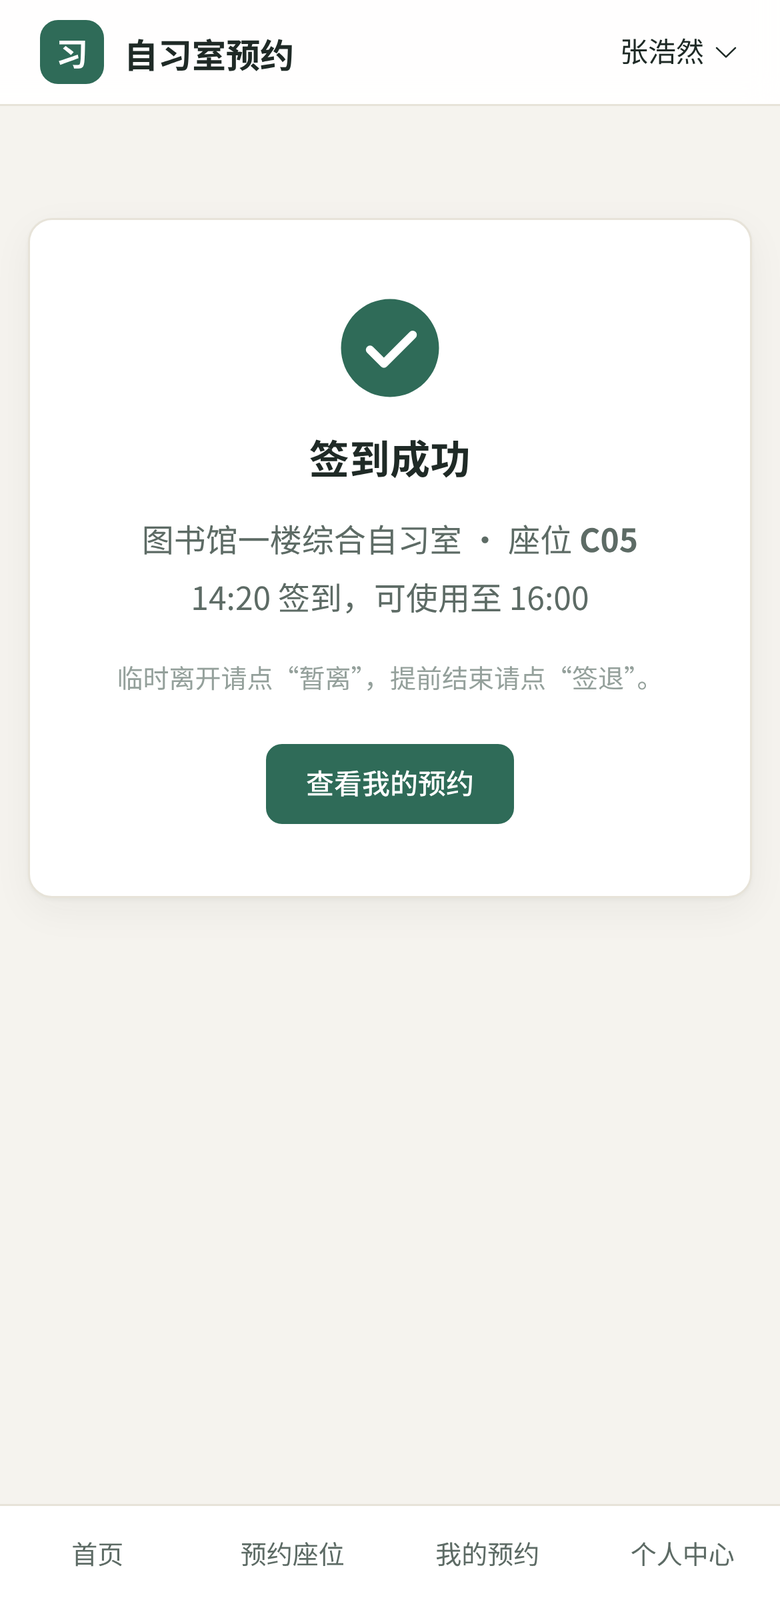 习 自习室预约 张浩然
签到成功
图书馆一楼综合自习室 · 座位 C05
14:20 签到，可使用至 16:00
临时离开请点“暂离”，提前结束请点“签退”。
查看我的预约
首页 预约座位 我的预约 个人中心